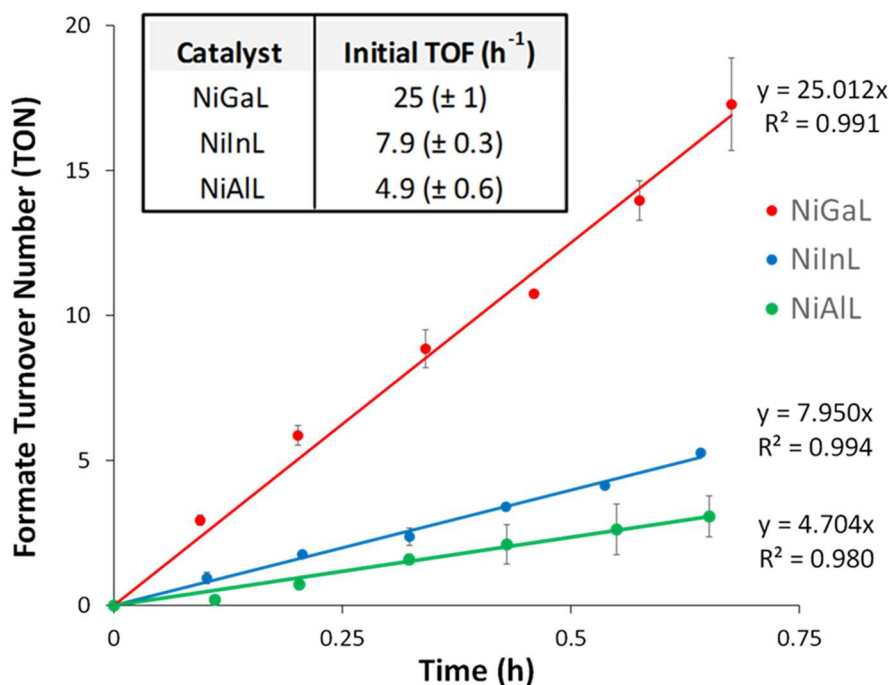 Catalyst Initial TOF (h⁻¹)
NiGaL 25 (± 1)
NiInL 7.9 (± 0.3)
NiAlL 4.9 (± 0.6)
Formate Turnover Number (TON)
20
15
10
5
0
0 0.25 0.5 0.75
Time (h)
y = 25.012x
R² = 0.991
NiGaL
NiInL
NiAlL
y = 7.950x
R² = 0.994
y = 4.704x
R² = 0.980